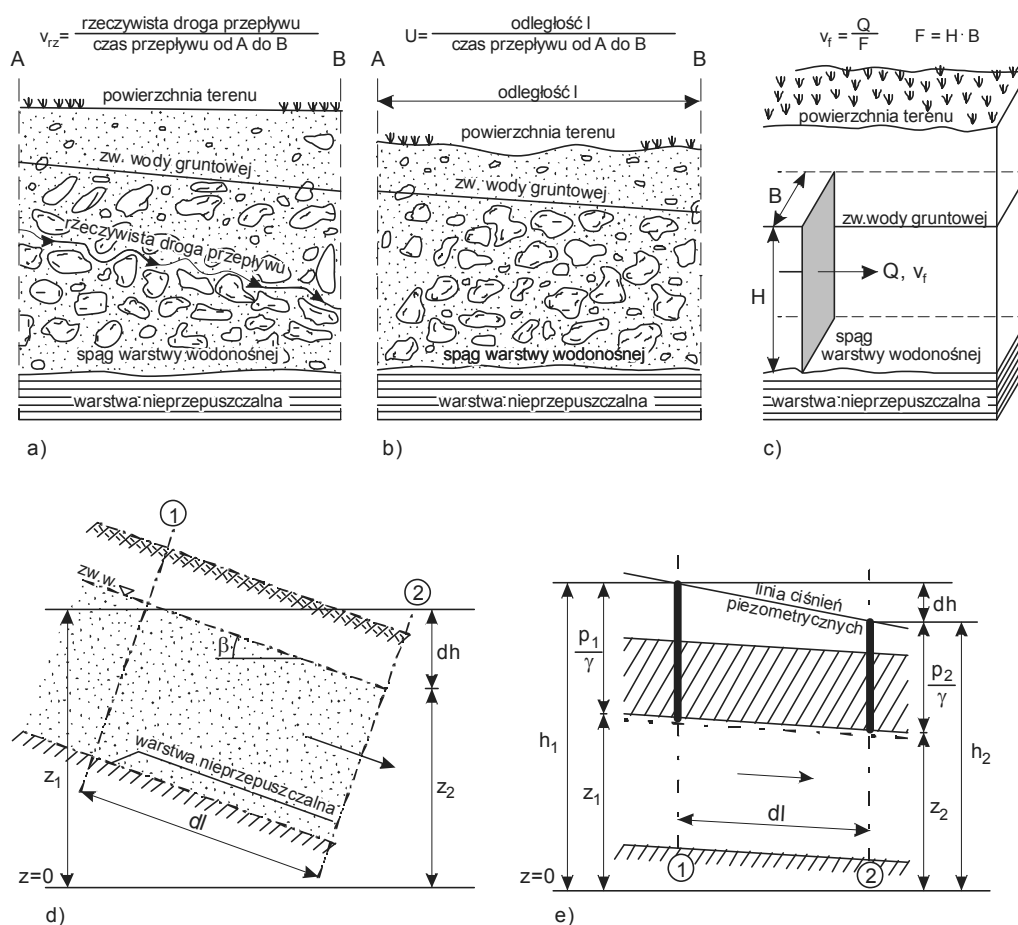 v_rz = rzeczywista droga przepływu / czas przepływu od A do B
A B
powierzchnia terenu
zw. wody gruntowej
rzeczywista droga przepływu
spąg warstwy wodonośnej
warstwa nieprzepuszczalna
a)
U= odległość l / czas przepływu od A do B
A B
odległość l
powierzchnia terenu
zw. wody gruntowej
spąg warstwy wodonośnej
warstwa nieprzepuszczalna
b)
v_f = Q / F F = H· B
powierzchnia terenu
B
zw.wody gruntowej
H
Q, v_f
spąg
warstwy wodonośnej
warstwa nieprzepuszczalna
c)
1
zw.w.
2
β
dh
warstwa nieprzepuszczalna
z_1
z_2
dl
z=0
d)
linia ciśnień
piezometrycznych
dh
p_1 / γ
p_2 / γ
h_1
h_2
z_1
z_2
dl
1 2
z=0
e)